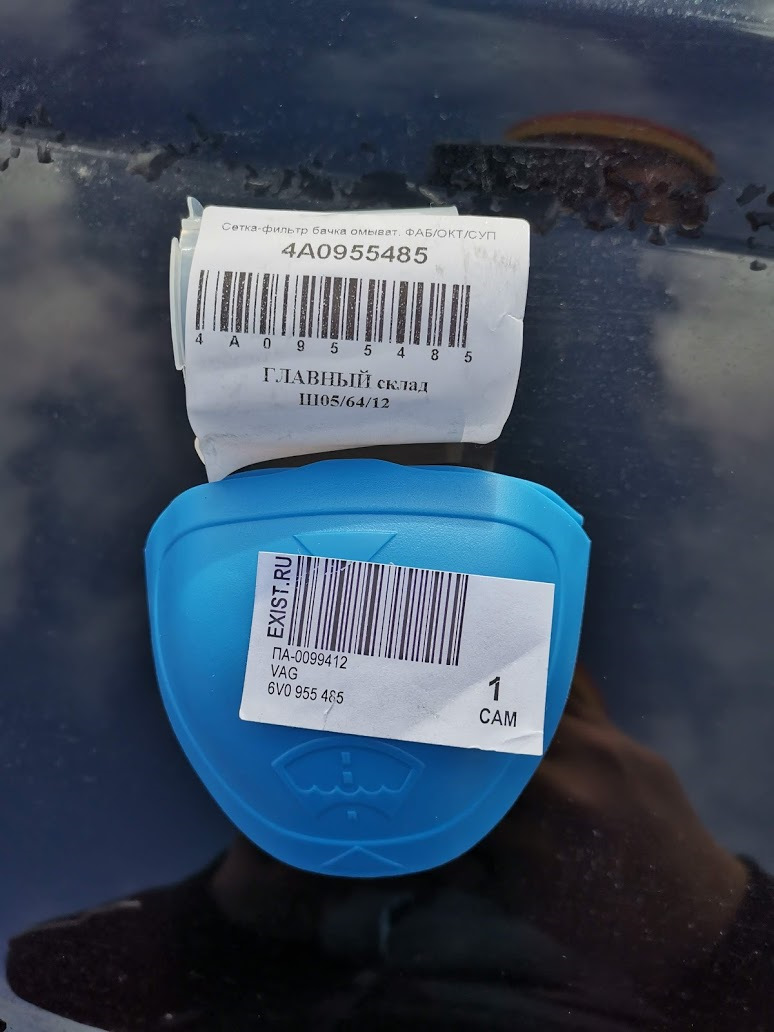 Сетка-фильтр бачка омыват. ФАБ/ОКТ/СУП
4A0955485
4 A 0 9 5 5 4 8 5
ГЛАВНЫЙ склад
Ш05/64/12
EXIST.RU
ПА-0099412
VAG
6V0 955 485
1
САМ